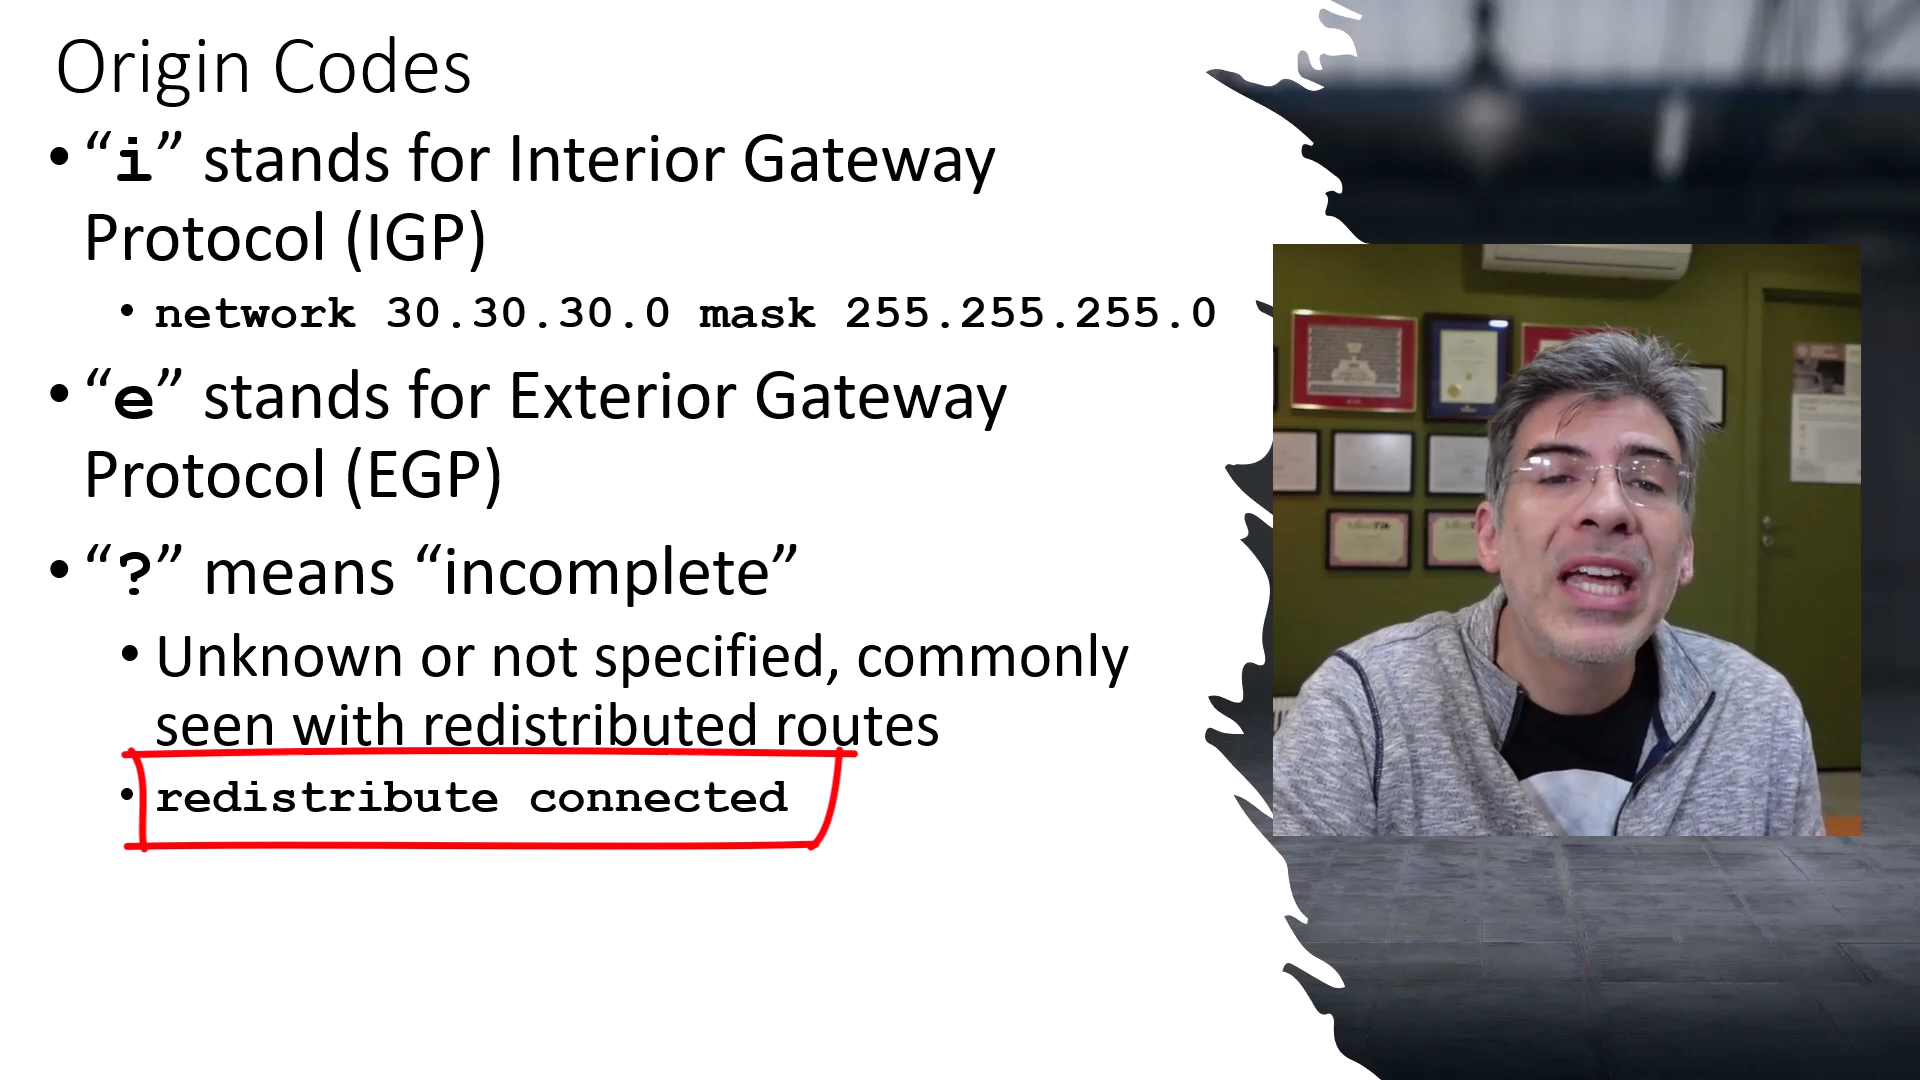 Origin Codes
• “i” stands for Interior Gateway
Protocol (IGP)
• network 30.30.30.0 mask 255.255.255.0
• “e” stands for Exterior Gateway
Protocol (EGP)
• “?” means “incomplete”
• Unknown or not specified, commonly
seen with redistributed routes
• redistribute connected